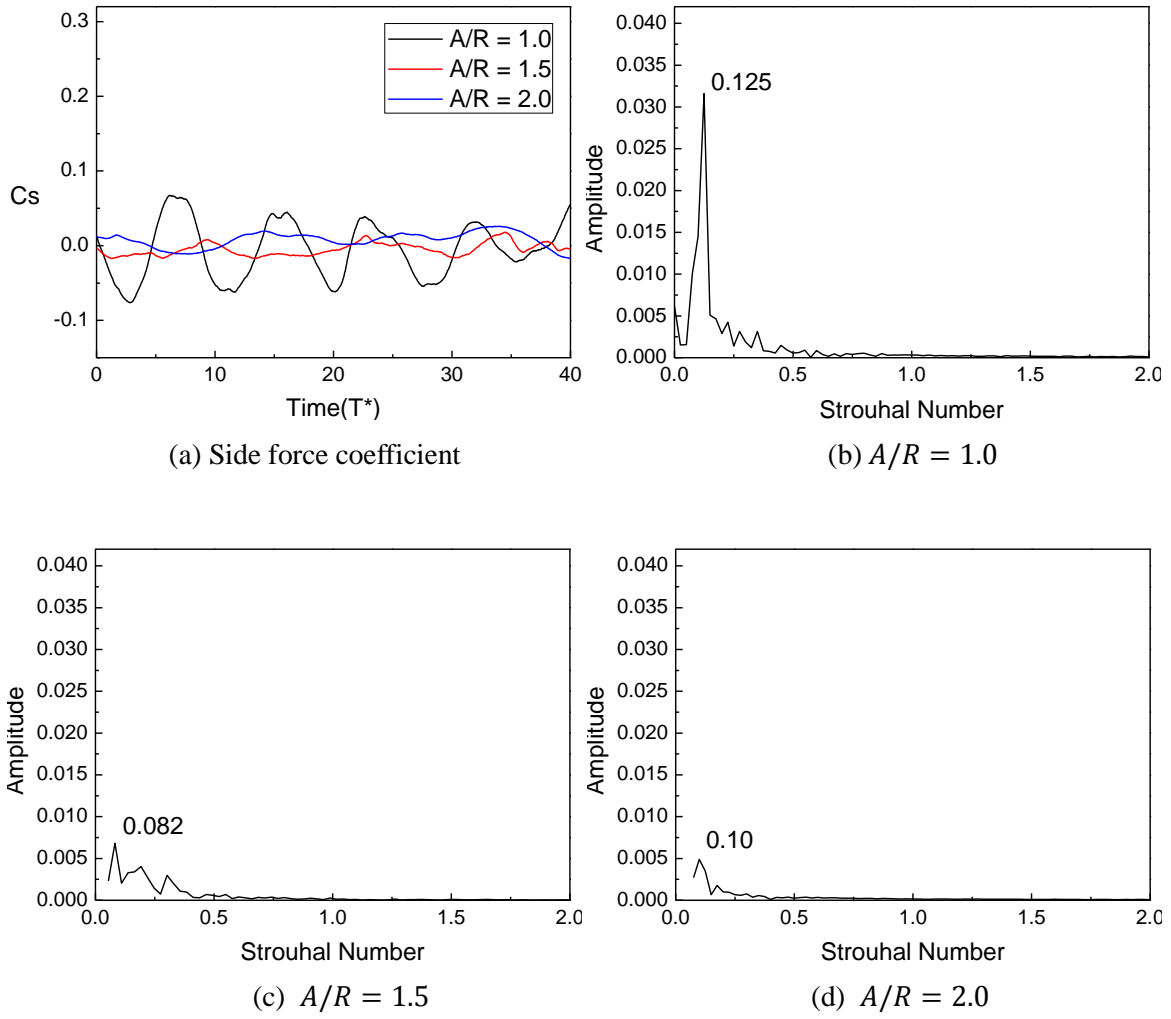 0.3
0.2
0.1
0.0
-0.1
Cs
A/R = 1.0
A/R = 1.5
A/R = 2.0
0 10 20 30 40
Time(T*)
(a) Side force coefficient
0.040
0.035
0.030
0.025
0.020
0.015
0.010
0.005
0.000
Amplitude
0.125
0.0 0.5 1.0 1.5 2.0
Strouhal Number
(b) A/R = 1.0
0.040
0.035
0.030
0.025
0.020
0.015
0.010
0.005
0.000
Amplitude
0.082
0.0 0.5 1.0 1.5 2.0
Strouhal Number
(c) A/R = 1.5
0.040
0.035
0.030
0.025
0.020
0.015
0.010
0.005
0.000
Amplitude
0.10
0.0 0.5 1.0 1.5 2.0
Strouhal Number
(d) A/R = 2.0